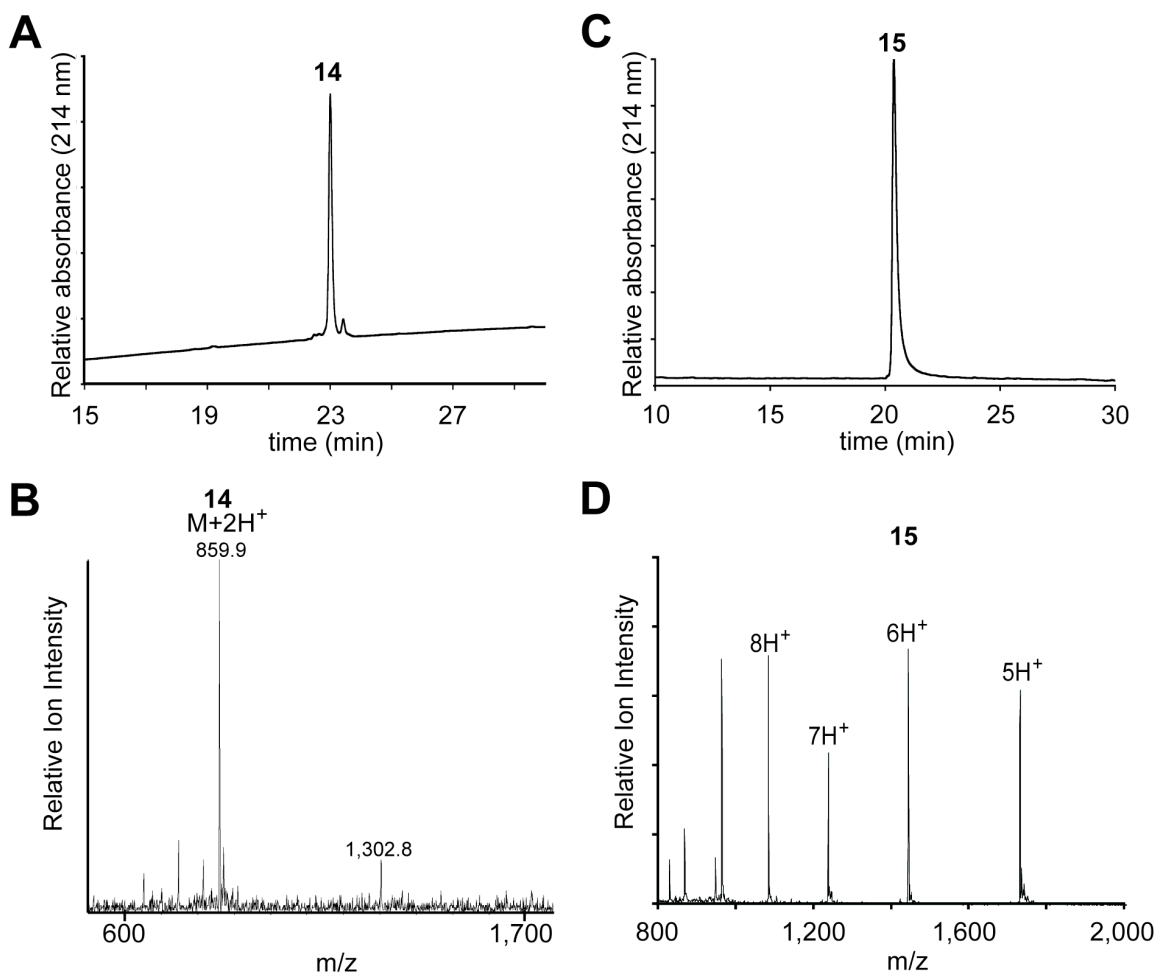 A
Relative absorbance (214 nm)
14
15 19 23 27
time (min)
C
Relative absorbance (214 nm)
15
10 15 20 25 30
time (min)
B
Relative Ion Intensity
14
M+2H⁺
859.9
1,302.8
600 1,700
m/z
D
Relative Ion Intensity
15
8H⁺
7H⁺
6H⁺
5H⁺
800 1,200 1,600 2,000
m/z